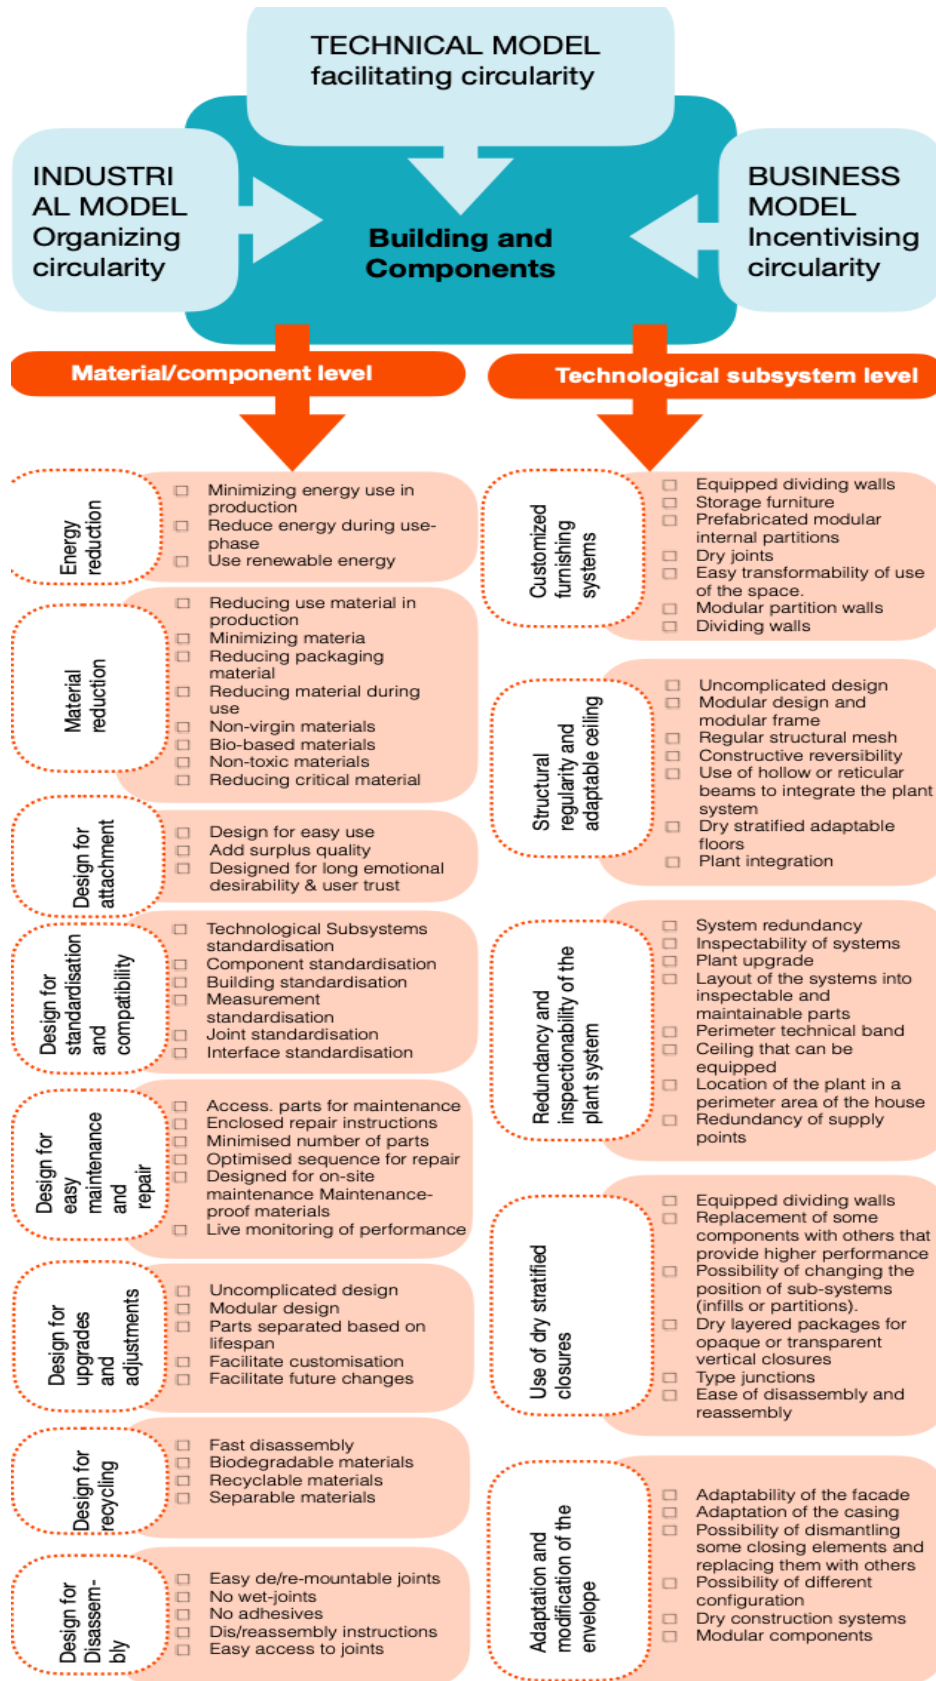 TECHNICAL MODEL
facilitating circularity
INDUSTRI
AL MODEL
Organizing
circularity
Building and
Components
BUSINESS
MODEL
Incentivising
circularity
Material/component level
Energy
reduction
Minimizing energy use in
production
Reduce energy during use-
phase
Use renewable energy
Material
reduction
Reducing use material in
production
Minimizing materia
Reducing packaging
material
Reducing material during
use
Non-virgin materials
Bio-based materials
Non-toxic materials
Reducing critical material
Design for
attachment
Design for easy use
Add surplus quality
Designed for long emotional
desirability & user trust
Design for
standardisation
and
compatibility
Technological Subsystems
standardisation
Component standardisation
Building standardisation
Measurement
standardisation
Joint standardisation
Interface standardisation
Design for
easy
maintenance
and
repair
Access. parts for maintenance
Enclosed repair instructions
Minimised number of parts
Optimised sequence for repair
Designed for on-site
maintenance Maintenance-
proof materials
Live monitoring of performance
Design for
upgrades
and
adjustments
Uncomplicated design
Modular design
Parts separated based on
lifespan
Facilitate customisation
Facilitate future changes
Design for
recycling
Fast disassembly
Biodegradable materials
Recyclable materials
Separable materials
Design for
Disassem-
bly
Easy de/re-mountable joints
No wet-joints
No adhesives
Dis/reassembly instructions
Easy access to joints
Technological subsystem level
Customized
furnishing
systems
Equipped dividing walls
Storage furniture
Prefabricated modular
internal partitions
Dry joints
Easy transformability of use
of the space.
Modular partition walls
Dividing walls
Structural
regularity and
adaptable ceiling
Uncomplicated design
Modular design and
modular frame
Regular structural mesh
Constructive reversibility
Use of hollow or reticular
beams to integrate the plant
system
Dry stratified adaptable
floors
Plant integration
Redundancy and
inspectionability of the
plant system
System redundancy
Inspectability of systems
Plant upgrade
Layout of the systems into
inspectable and
maintainable parts
Perimeter technical band
Ceiling that can be
equipped
Location of the plant in a
perimeter area of the house
Redundancy of supply
points
Use of dry stratified
closures
Equipped dividing walls
Replacement of some
components with others that
provide higher performance
Possibility of changing the
position of sub-systems
(infills or partitions).
Dry layered packages for
opaque or transparent
vertical closures
Type junctions
Ease of disassembly and
reassembly
Adaptation and
modification of the
envelope
Adaptability of the facade
Adaptation of the casing
Possibility of dismantling
some closing elements and
replacing them with others
Possibility of different
configuration
Dry construction systems
Modular components